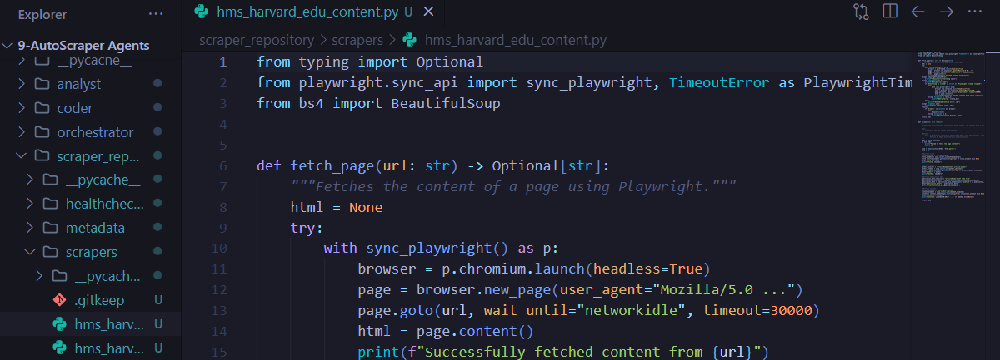 Explorer ...
9-AutoScraper Agents
__pycache__
analyst
coder
orchestrator
scraper_rep...
__pycache__
healthchec...
metadata
scrapers
__pycach...
.gitkeep U
hms_harv... U
hms_harv... U
hms_harvard_edu_content.py U
scraper_repository > scrapers > hms_harvard_edu_content.py
1 from typing import Optional
2 from playwright.sync_api import sync_playwright, TimeoutError as PlaywrightTim
3 from bs4 import BeautifulSoup
4
5
6 def fetch_page(url: str) -> Optional[str]:
7 """Fetches the content of a page using Playwright."""
8 html = None
9 try:
10 with sync_playwright() as p:
11 browser = p.chromium.launch(headless=True)
12 page = browser.new_page(user_agent="Mozilla/5.0 ...")
13 page.goto(url, wait_until="networkidle", timeout=30000)
14 html = page.content()
15 print(f"Successfully fetched content from {url}")